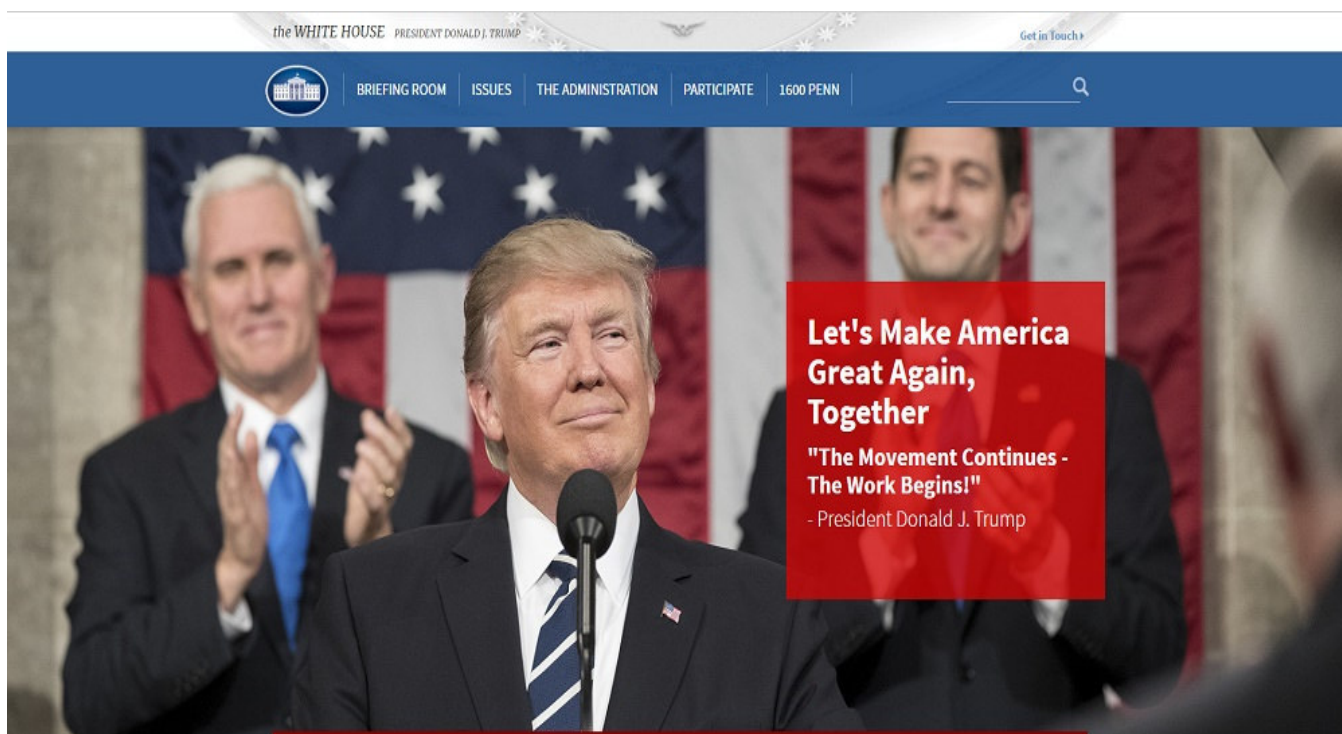 the WHITE HOUSE PRESIDENT DONALD J. TRUMP
Get in Touch
BRIEFING ROOM ISSUES THE ADMINISTRATION PARTICIPATE 1600 PENN
Let's Make America
Great Again,
Together
"The Movement Continues -
The Work Begins!"
- President Donald J. Trump